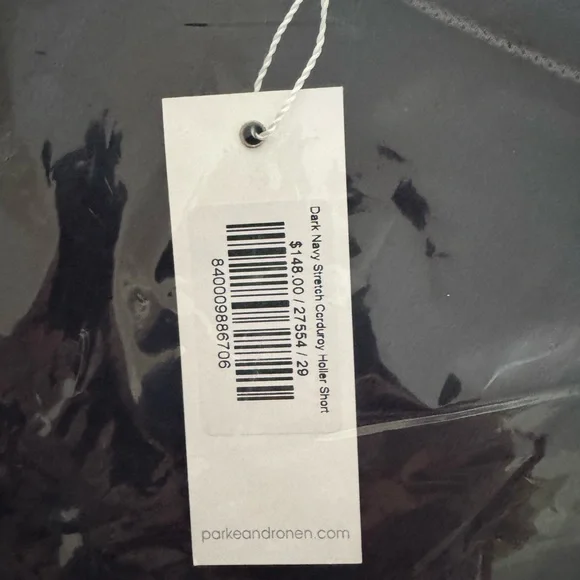 Dark Navy Stretch Corduroy Holler Short
$148.00 / 27554 / 29
840009886706
parkeandronen.com